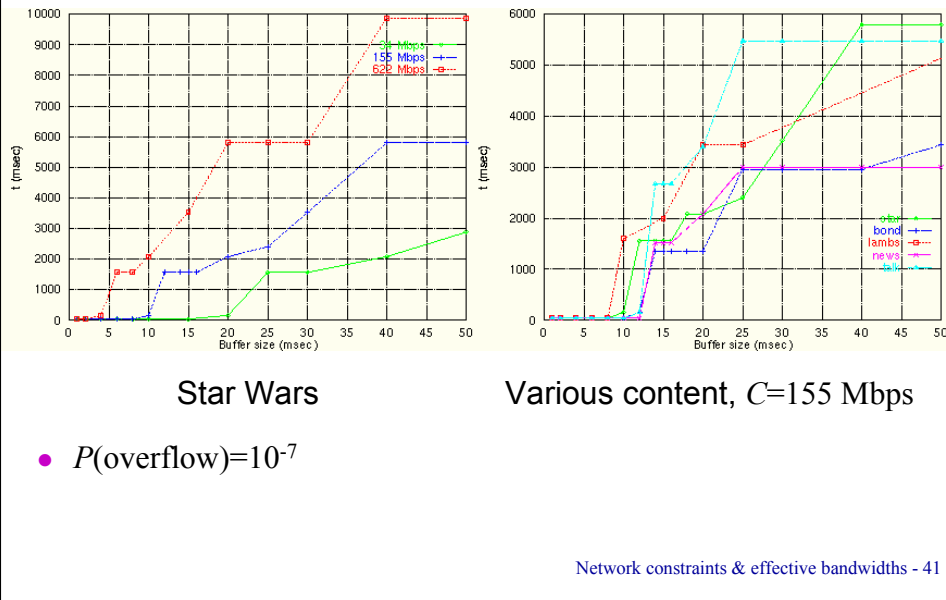 10000
9000
8000
7000
6000
5000
4000
3000
2000
1000
0
t (msec)
0 5 10 15 20 25 30 35 40 45 50
Buffer size (msec)
34 Mbps
155 Mbps
622 Mbps
6000
5000
4000
3000
2000
1000
0
t (msec)
0 5 10 15 20 25 30 35 40 45 50
Buffer size (msec)
bond
lambs
news
Star Wars
Various content, C=155 Mbps
• P(overflow)=10-7
Network constraints & effective bandwidths - 41